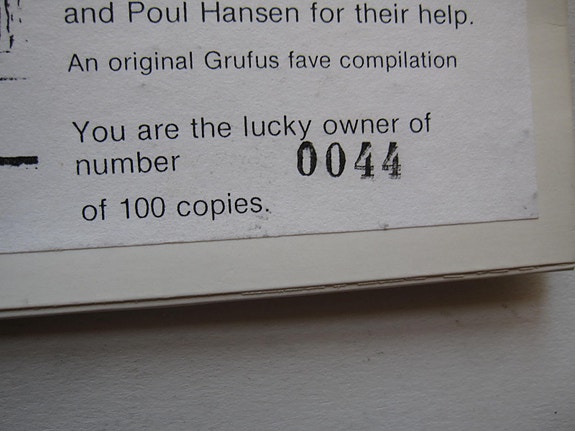 and Poul Hansen for their help.
An original Grufus fave compilation
You are the lucky owner of
number 0044
of 100 copies.